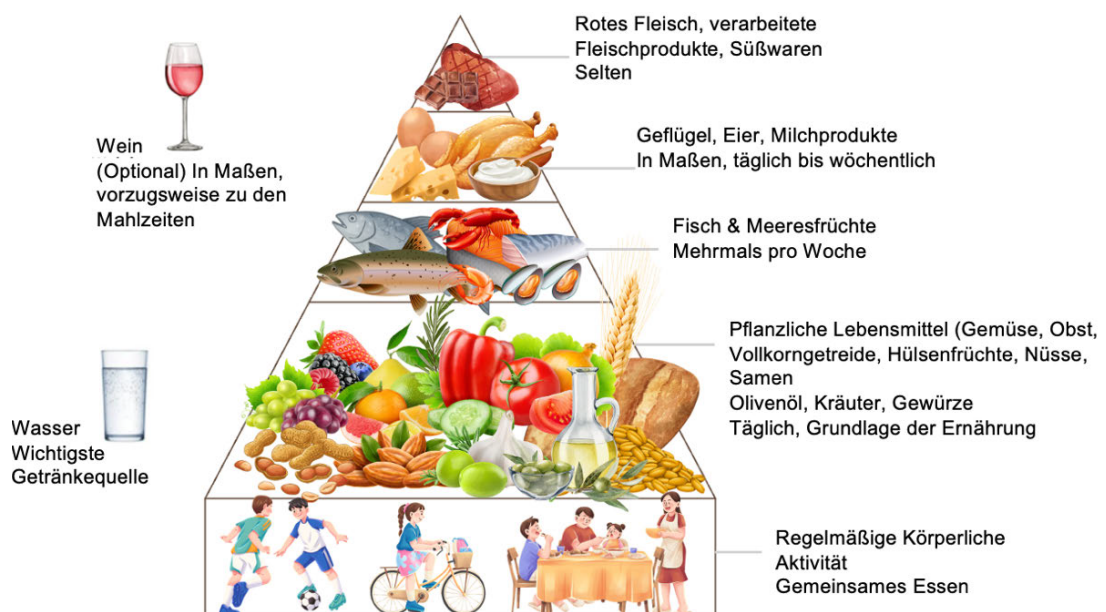 Rotes Fleisch, verarbeitete
Fleischprodukte, Süßwaren
Selten
Wein
(Optional) In Maßen,
vorzugsweise zu den
Mahlzeiten
Geflügel, Eier, Milchprodukte
In Maßen, täglich bis wöchentlich
Fisch & Meeresfrüchte
Mehrmals pro Woche
Pflanzliche Lebensmittel (Gemüse, Obst,
Vollkorngetreide, Hülsenfrüchte, Nüsse,
Samen
Olivenöl, Kräuter, Gewürze
Täglich, Grundlage der Ernährung
Wasser
Wichtigste
Getränkequelle
Regelmäßige Körperliche
Aktivität
Gemeinsames Essen